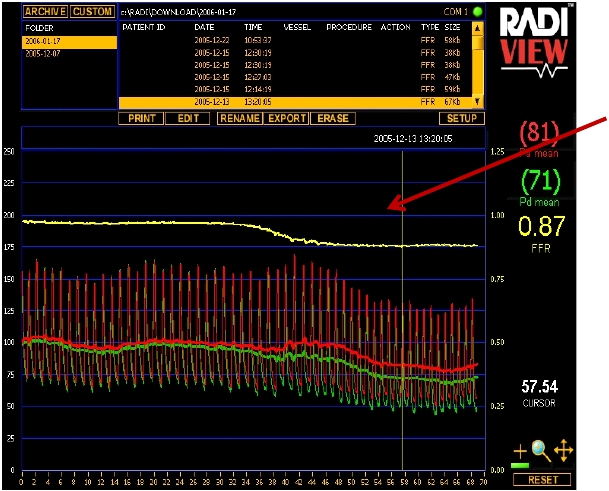 ARCHIVE CUSTOM c:\RADI\DOWNLOAD\2006-01-17 COM 1
FOLDER
2006-01-17
2005-12-07
PATIENT ID DATE TIME VESSEL PROCEDURE ACTION TYPE SIZE
2005-12-22 10:53:37 FFR 58Kb
2005-12-15 12:30:19 FFR 38Kb
2005-12-15 12:30:19 FFR 38Kb
2005-12-15 12:27:03 FFR 47Kb
2005-12-15 12:14:19 FFR 59Kb
2005-12-13 13:20:05 FFR 67Kb
PRINT EDIT RENAME EXPORT ERASE SETUP
RADI
VIEW
2005-12-13 13:20:05
250 1.25
200 1.00
175
150 0.75
125
100 0.50
75
50 0.25
25
0 0.00
0 2 4 6 8 10 12 14 16 18 20 22 24 26 28 30 32 34 36 38 40 42 44 46 48 50 52 54 56 58 60 62 64 66 68 70
(81)
Pa mean
(71)
Pd mean
0.87
FFR
57.54
CURSOR
RESET